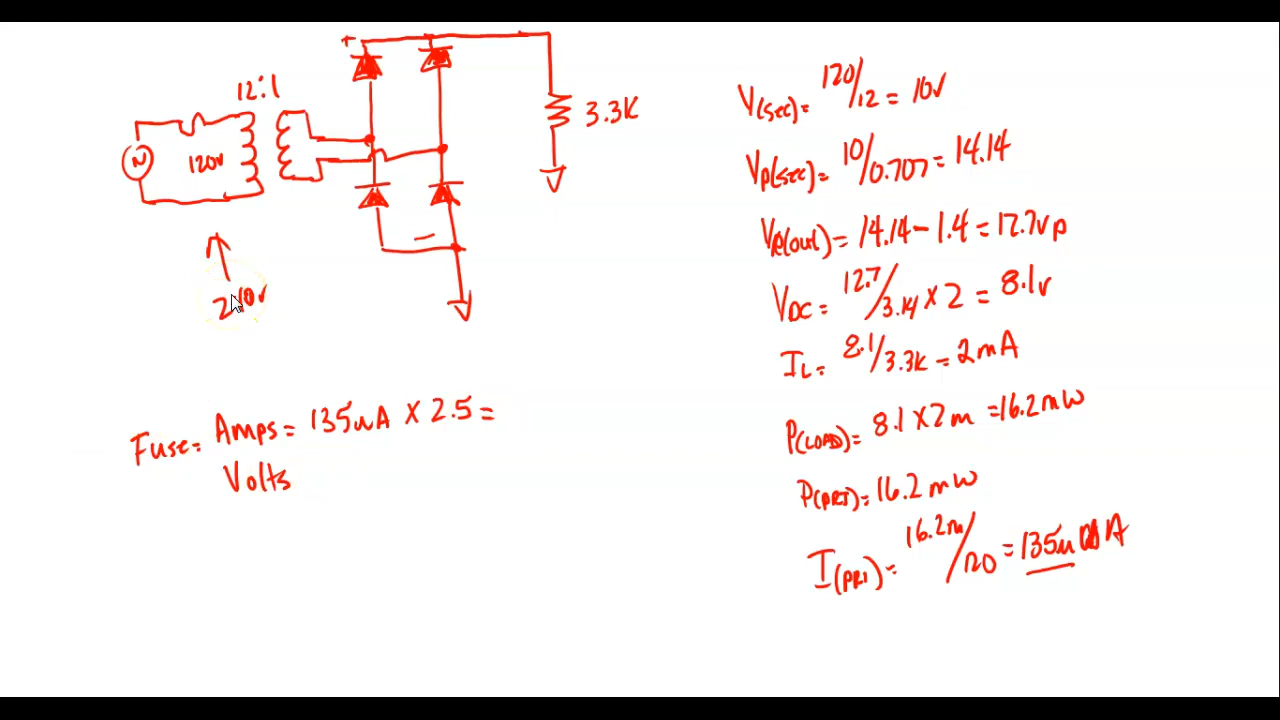 12:1
+
3.3K
N
120v
-
240v
Fuse= Amps= 135uA X 2.5=
Volts
V(sec)= 120/12 = 10v
Vp(sec)= 10/0.707 = 14.14
Vp(out)= 14.14 - 1.4 = 12.7vp
VDC= 12.7/3.14 X 2 = 8.1v
IL= 8.1/3.3K = 2mA
P(LOAD)= 8.1 X 2m = 16.2mW
P(PRI)= 16.2mW
I(PRI)= 16.2m/120 = 135u A